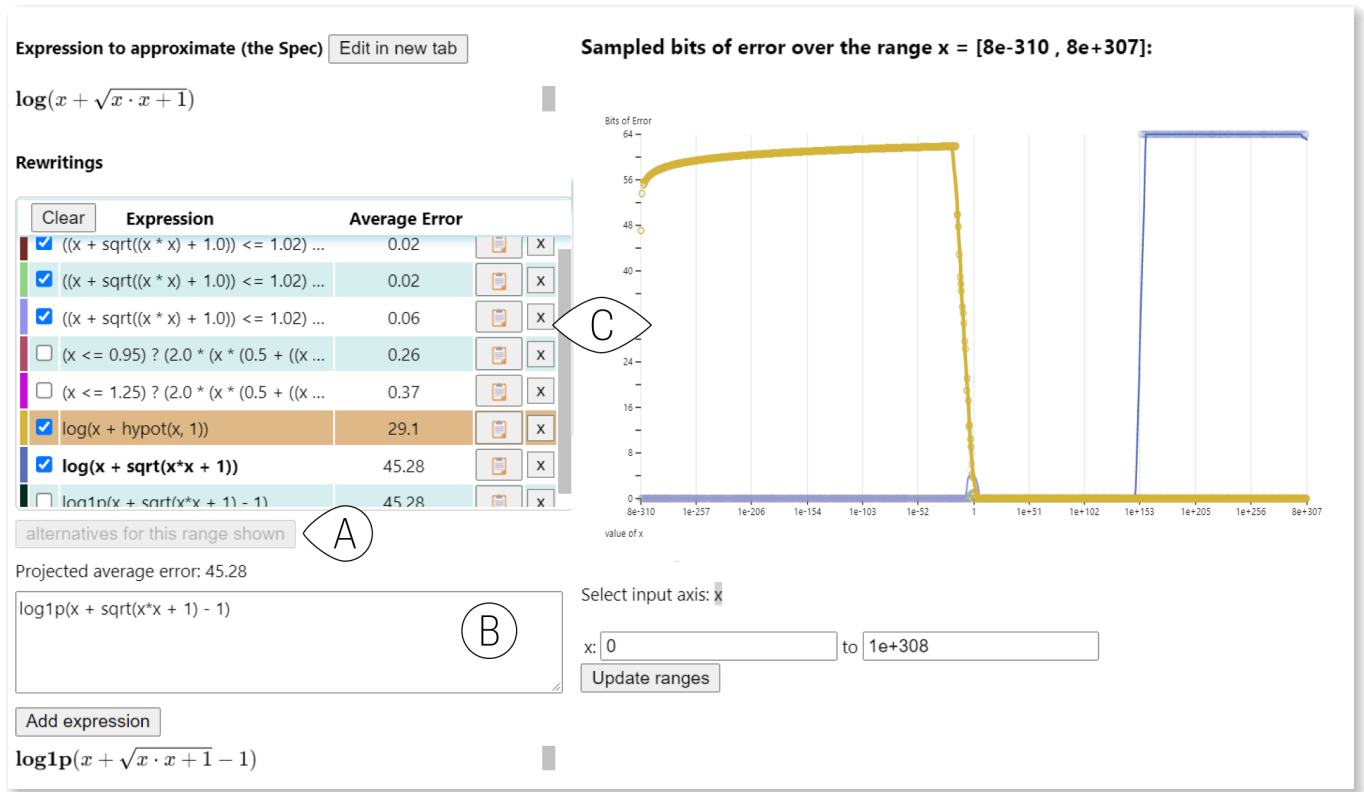 Expression to approximate (the Spec) Edit in new tab
log(x + √x · x + 1)
Rewritings
Clear Expression Average Error
((x + sqrt((x * x) + 1.0)) <= 1.02) ... 0.02 x
((x + sqrt((x * x) + 1.0)) <= 1.02) ... 0.02 x
((x + sqrt((x * x) + 1.0)) <= 1.02) ... 0.06 x
(x <= 0.95) ? (2.0 * (x * (0.5 + ((x ... 0.26 x
(x <= 1.25) ? (2.0 * (x * (0.5 + ((x ... 0.37 x
log(x + hypot(x, 1)) 29.1 x
log(x + sqrt(x*x + 1)) 45.28 x
log1p(x + sqrt(x*x + 1) - 1) 45.28 x
alternatives for this range shown
A
Projected average error: 45.28
log1p(x + sqrt(x*x + 1) - 1)
B
Add expression
log1p(x + √x · x + 1 − 1)
C
Sampled bits of error over the range x = [8e-310 , 8e+307]:
Bits of Error
64
56
48
40
24
16
8
0
8e-310 1e-257 1e-206 1e-154 1e-103 1e-52 1 1e+51 1e+102 1e+153 1e+205 1e+256 8e+307
value of x
Select input axis: x
x: 0 to 1e+308
Update ranges